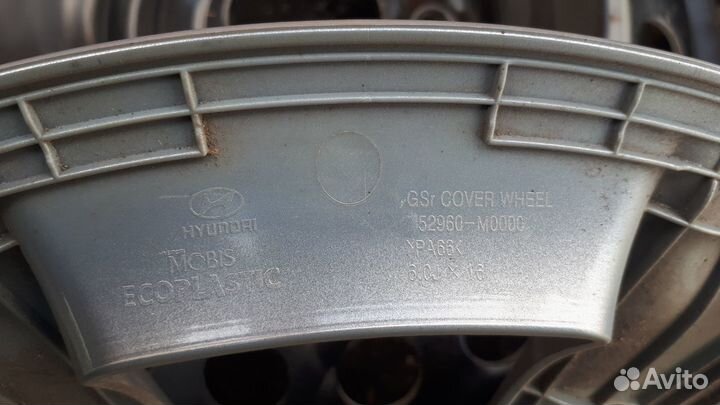 HYUNDAI
MOBIS
ECOPLASTIC
GSr COVER WHEEL
52960-M0000
6.0J X 16
Avito